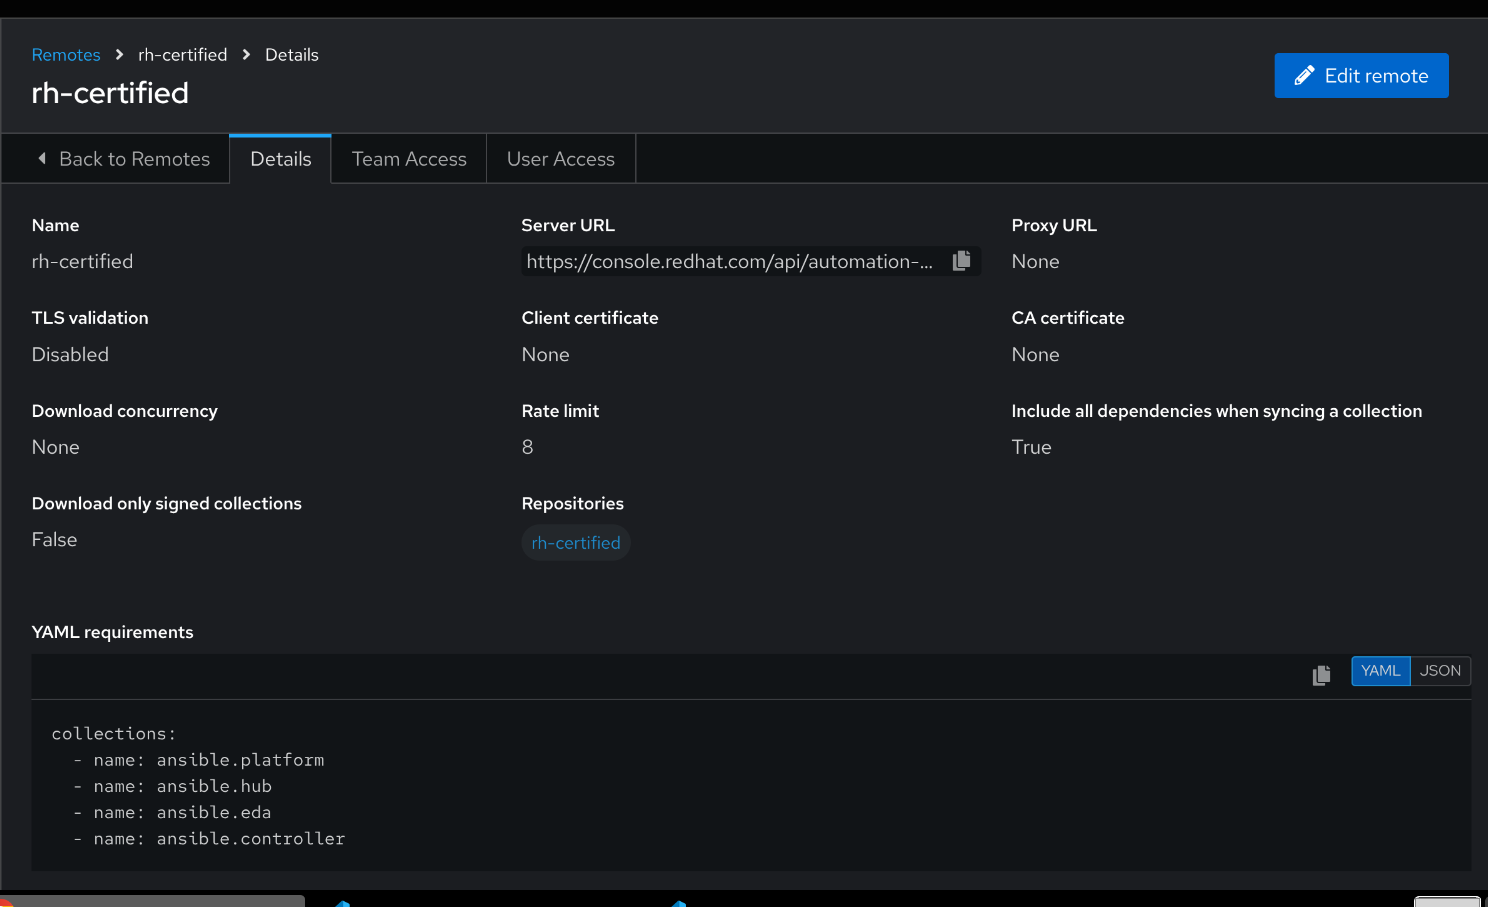 Remotes > rh-certified > Details
rh-certified
Edit remote
Back to Remotes
Details
Team Access
User Access
Name
rh-certified
Server URL
https://console.redhat.com/api/automation-...
Proxy URL
None
TLS validation
Disabled
Client certificate
None
CA certificate
None
Download concurrency
None
Rate limit
8
Include all dependencies when syncing a collection
True
Download only signed collections
False
Repositories
rh-certified
YAML requirements
YAML
JSON
collections:
  - name: ansible.platform
  - name: ansible.hub
  - name: ansible.eda
  - name: ansible.controller